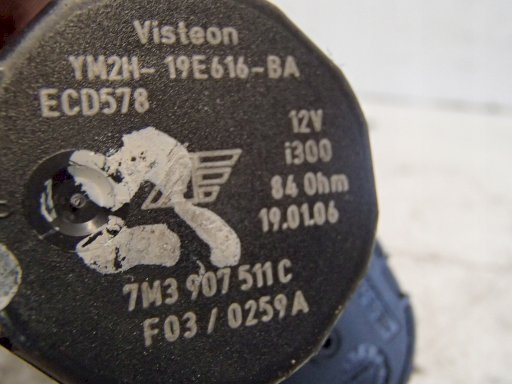 Visteon
YM2H- 19E616-BA
ECD578
12V
i300
84 Ohm
19.01.06
7M3 907 511 C
F03 / 0259A